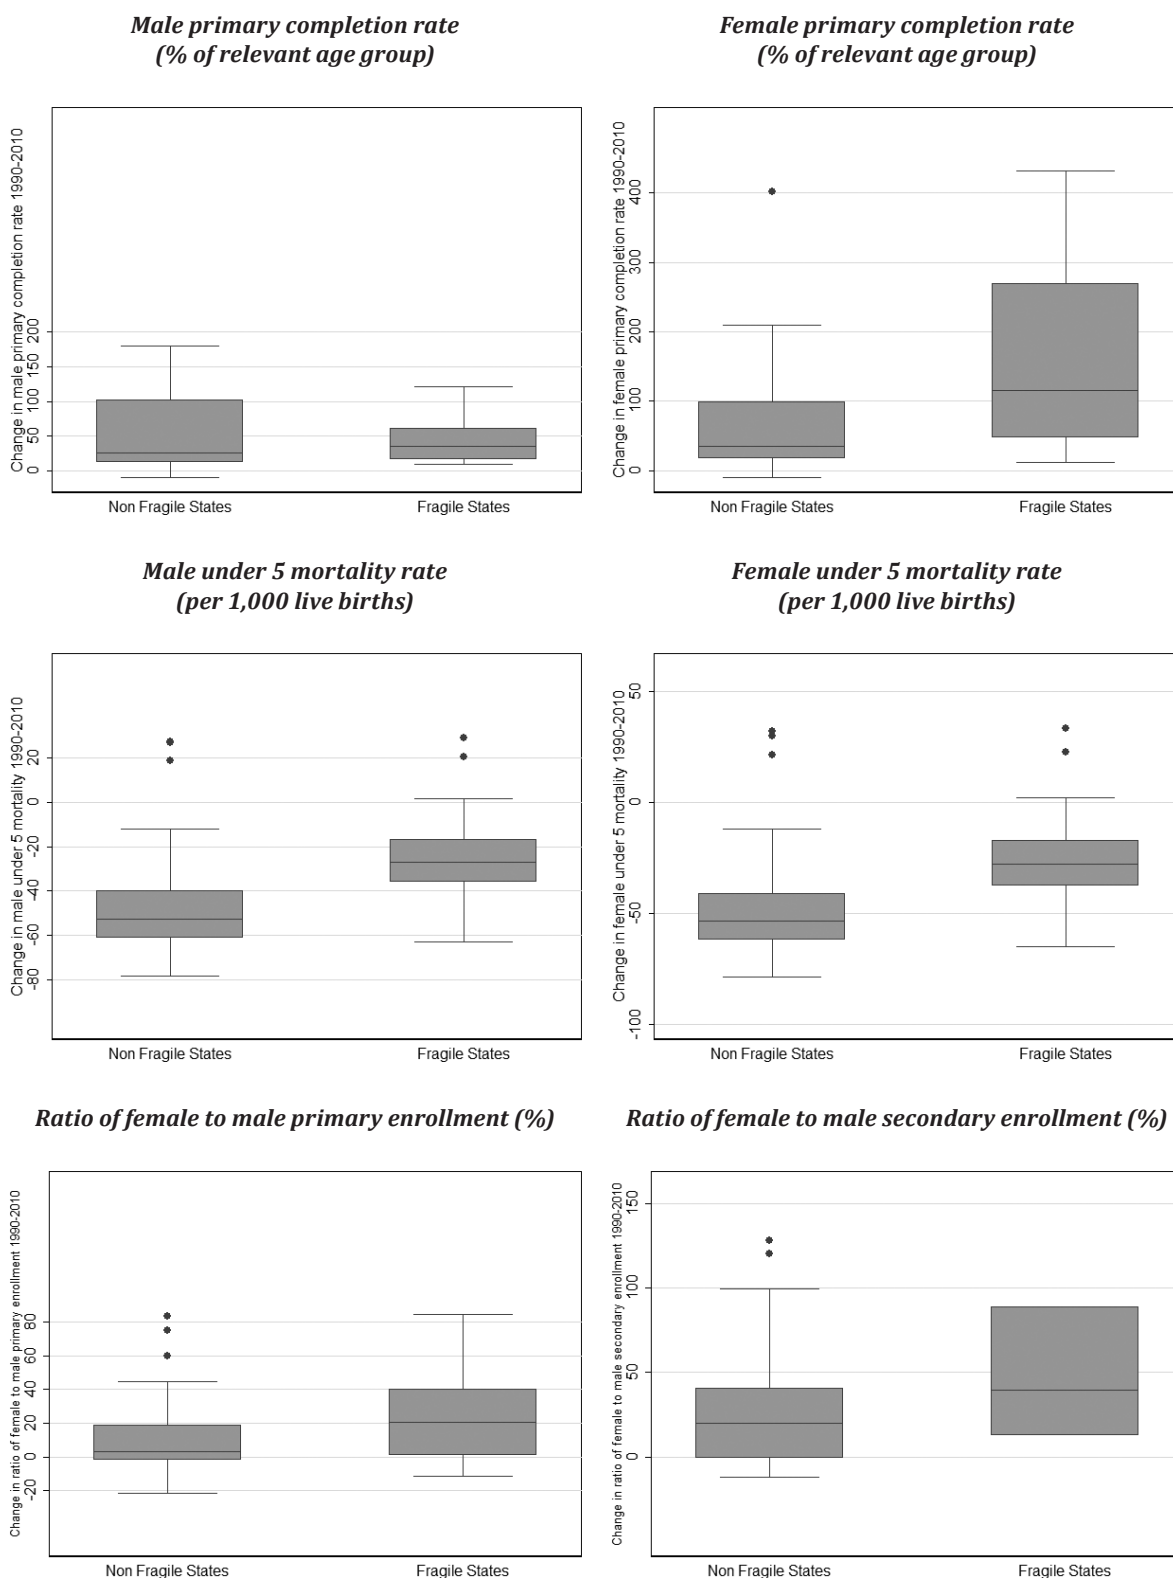 Male primary completion rate
(% of relevant age group)
Change in male primary completion rate 1990-2010
200
150
100
50
0
Non Fragile States
Fragile States
Female primary completion rate
(% of relevant age group)
Change in female primary completion rate 1990-2010
400
300
200
100
0
Non Fragile States
Fragile States
Male under 5 mortality rate
(per 1,000 live births)
Change in male under 5 mortality 1990-2010
20
0
-20
-40
-60
-80
Non Fragile States
Fragile States
Female under 5 mortality rate
(per 1,000 live births)
Change in female under 5 mortality 1990-2010
50
0
-50
-100
Non Fragile States
Fragile States
Ratio of female to male primary enrollment (%)
Change in ratio of female to male primary enrollment 1990-2010
80
60
40
20
0
-20
Non Fragile States
Fragile States
Ratio of female to male secondary enrollment (%)
Change in ratio of female to male secondary enrollment 1990-2010
150
100
50
0
Non Fragile States
Fragile States